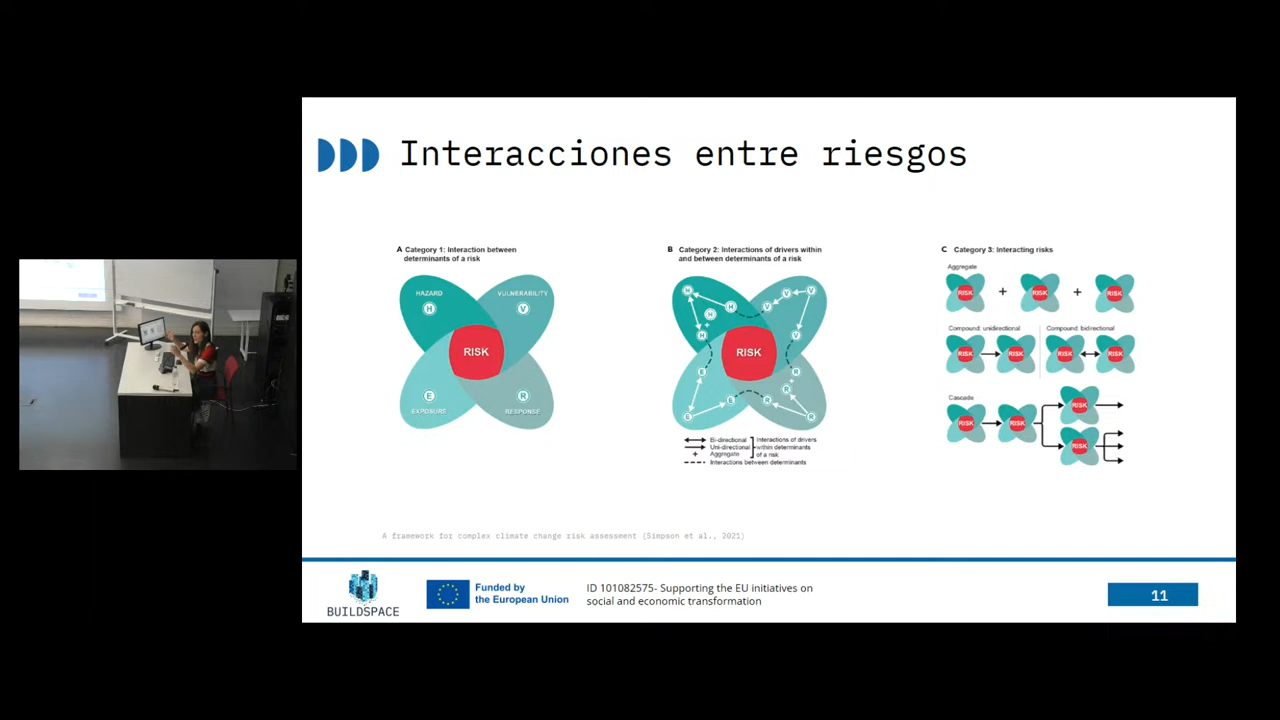 Interacciones entre riesgos
A Category 1: Interaction between
determinants of a risk
HAZARD
H
VULNERABILITY
V
RISK
E
EXPOSURE
R
RESPONSE
B Category 2: Interactions of drivers within
and between determinants of a risk
H
H
H
H
V
V
V
V
RISK
E
E
E
R
R
R
R
Bi-directional
Uni-directional
+ Aggregate
Interactions of drivers
within determinants
of a risk
Interactions between determinants
C Category 3: Interacting risks
Aggregate
RISK + RISK + RISK
Compound: unidirectional
RISK RISK
Compound: bidirectional
RISK RISK
Cascade
RISK RISK RISK
RISK
A framework for complex climate change risk assessment (Simpson et al., 2021)
BUILDSPACE
Funded by
the European Union
ID 101082575- Supporting the EU initiatives on
social and economic transformation
11